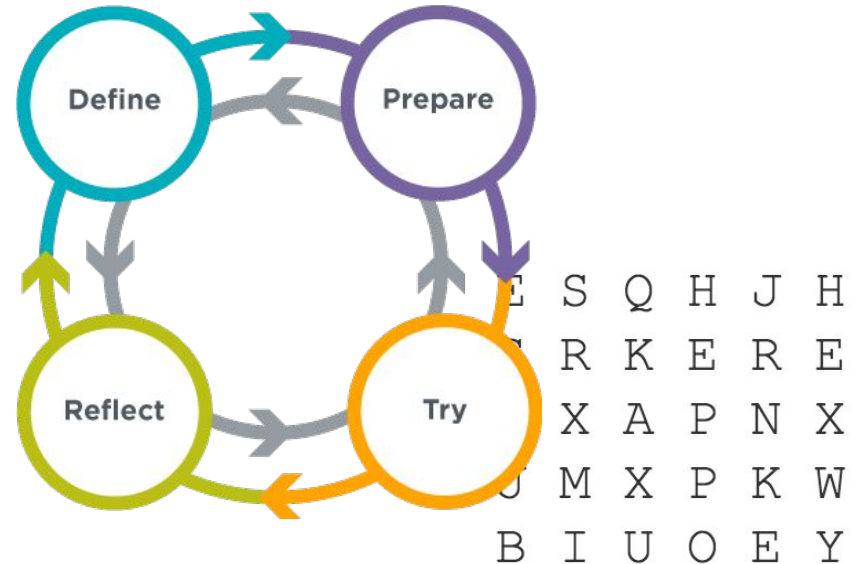 Define Prepare
Reflect Try
E S Q H J H
R K E R E
X A P N X
J M X P K W
B I U O E Y